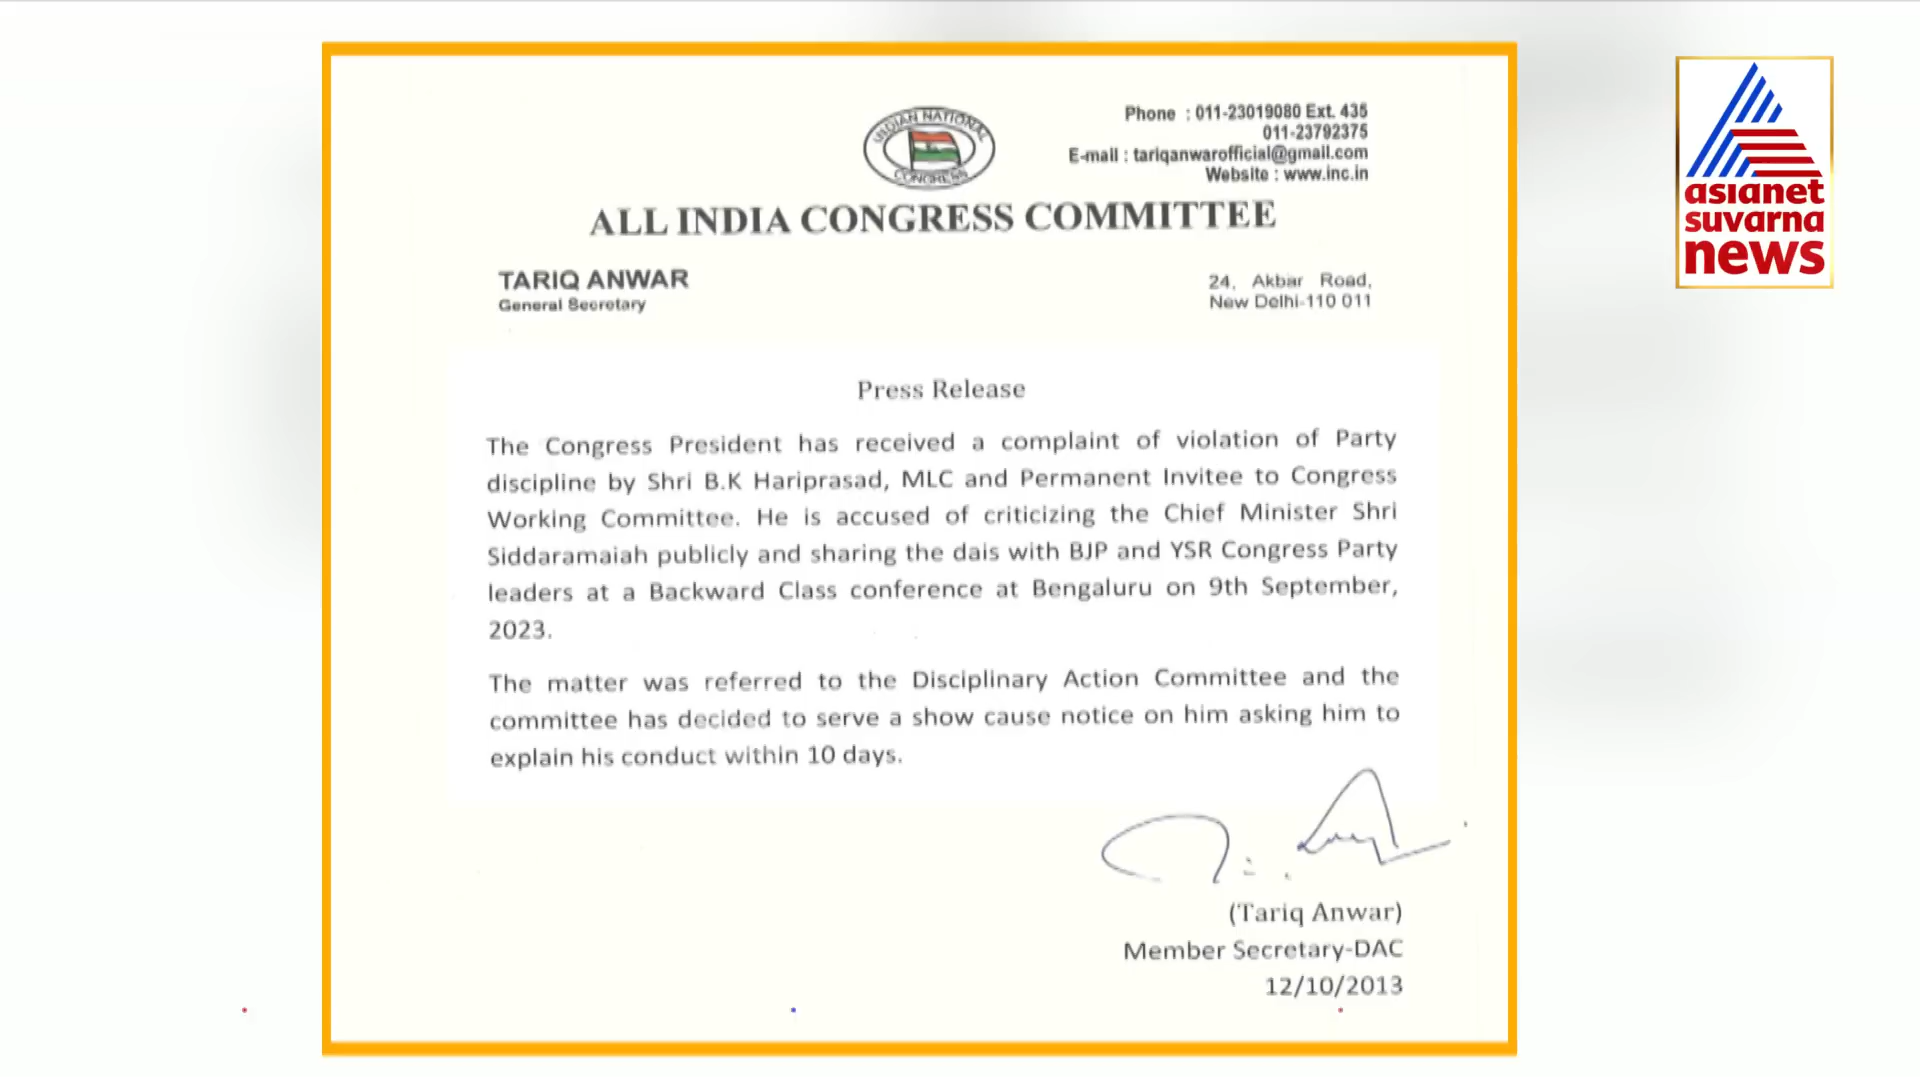 INDIAN NATIONAL
CONGRESS
Phone : 011-23019080 Ext. 435
011-23792375
E-mail : tariqanwarofficial@gmail.com
Website : www.inc.in
ALL INDIA CONGRESS COMMITTEE
TARIQ ANWAR
General Secretary
24, Akbar Road,
New Delhi-110 011
asianet
suvarna
news
Press Release
The Congress President has received a complaint of violation of Party
discipline by Shri B.K Hariprasad, MLC and Permanent Invitee to Congress
Working Committee. He is accused of criticizing the Chief Minister Shri
Siddaramaiah publicly and sharing the dais with BJP and YSR Congress Party
leaders at a Backward Class conference at Bengaluru on 9th September,
2023.
The matter was referred to the Disciplinary Action Committee and the
committee has decided to serve a show cause notice on him asking him to
explain his conduct within 10 days.
(Tariq Anwar)
Member Secretary-DAC
12/10/2013